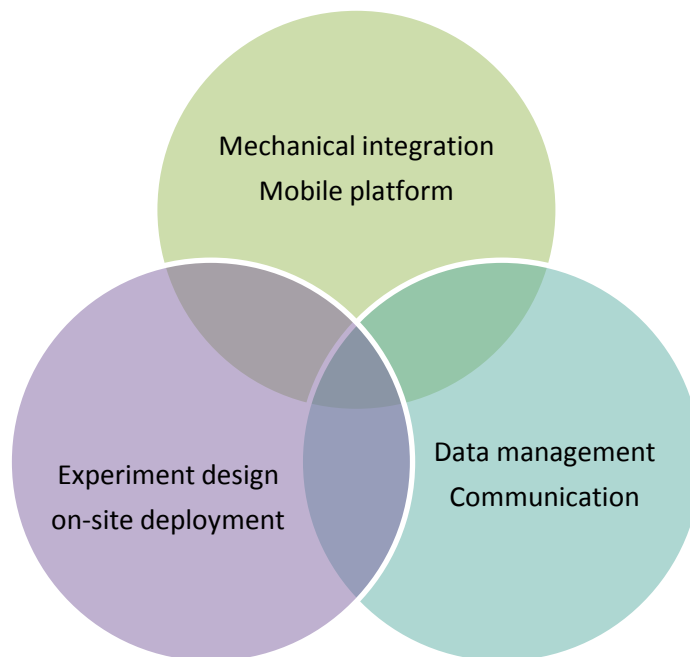 Mechanical integration
Mobile platform
Experiment design
on-site deployment
Data management
Communication